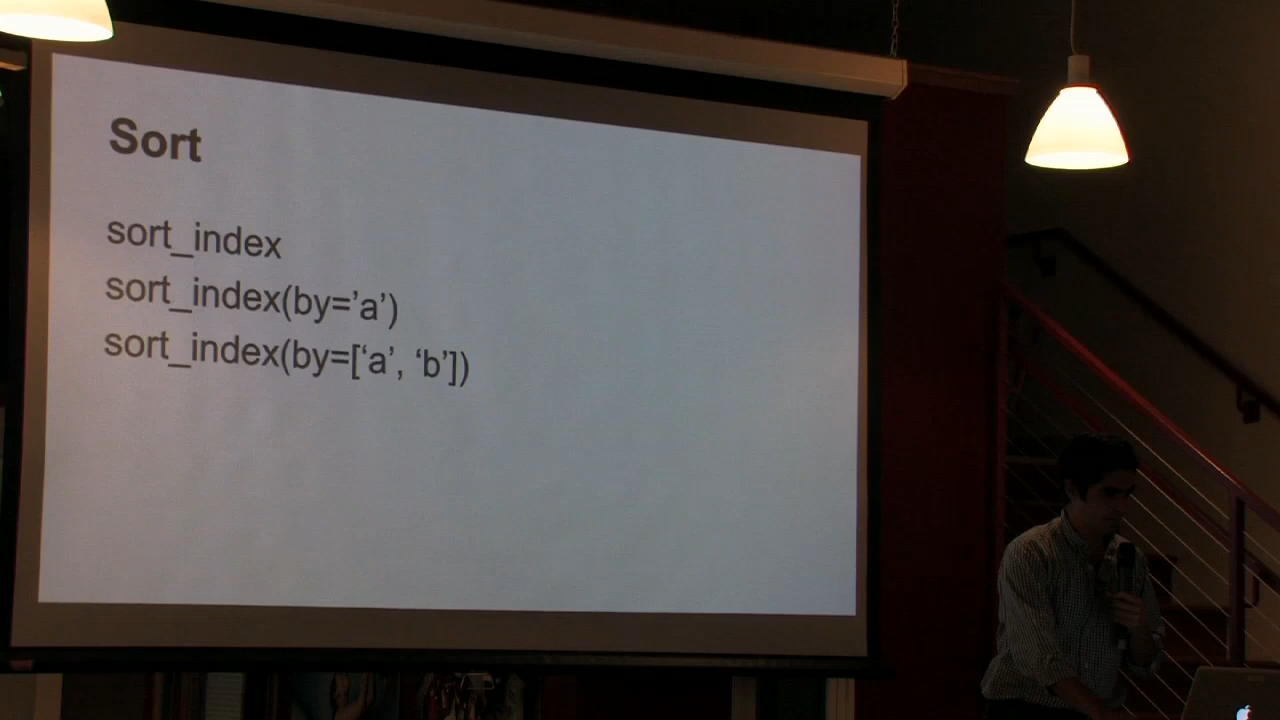 Sort
sort_index
sort_index(by=’a’)
sort_index(by=[‘a’, ‘b’])